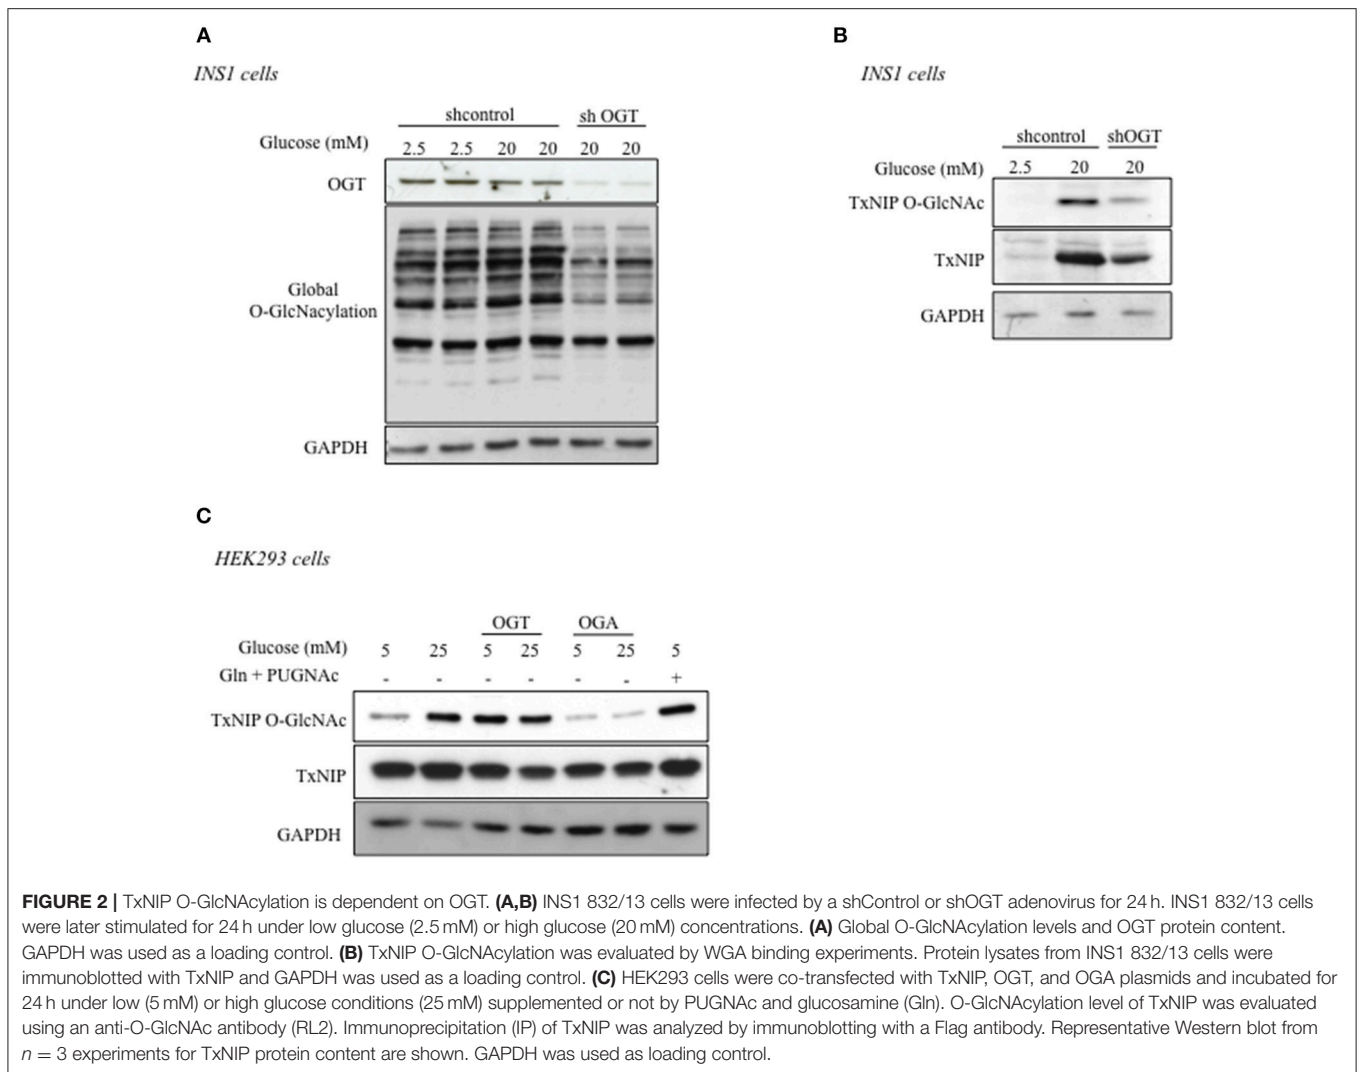 A
INS1 cells
shcontrol sh OGT
Glucose (mM) 2.5 2.5 20 20 20 20
OGT
Global
O-GlcNacylation
GAPDH
B
INS1 cells
shcontrol shOGT
Glucose (mM) 2.5 20 20
TxNIP O-GlcNAc
TxNIP
GAPDH
C
HEK293 cells
OGT OGA
Glucose (mM) 5 25 5 25 5 25 5
Gln + PUGNAc - - - - - - +
TxNIP O-GlcNAc
TxNIP
GAPDH
FIGURE 2 | TxNIP O-GlcNAcylation is dependent on OGT. (A,B) INS1 832/13 cells were infected by a shControl or shOGT adenovirus for 24 h. INS1 832/13 cells
were later stimulated for 24 h under low glucose (2.5 mM) or high glucose (20 mM) concentrations. (A) Global O-GlcNAcylation levels and OGT protein content.
GAPDH was used as a loading control. (B) TxNIP O-GlcNAcylation was evaluated by WGA binding experiments. Protein lysates from INS1 832/13 cells were
immunoblotted with TxNIP and GAPDH was used as a loading control. (C) HEK293 cells were co-transfected with TxNIP, OGT, and OGA plasmids and incubated for
24 h under low (5 mM) or high glucose conditions (25 mM) supplemented or not by PUGNAc and glucosamine (Gln). O-GlcNAcylation level of TxNIP was evaluated
using an anti-O-GlcNAc antibody (RL2). Immunoprecipitation (IP) of TxNIP was analyzed by immunoblotting with a Flag antibody. Representative Western blot from
n = 3 experiments for TxNIP protein content are shown. GAPDH was used as loading control.